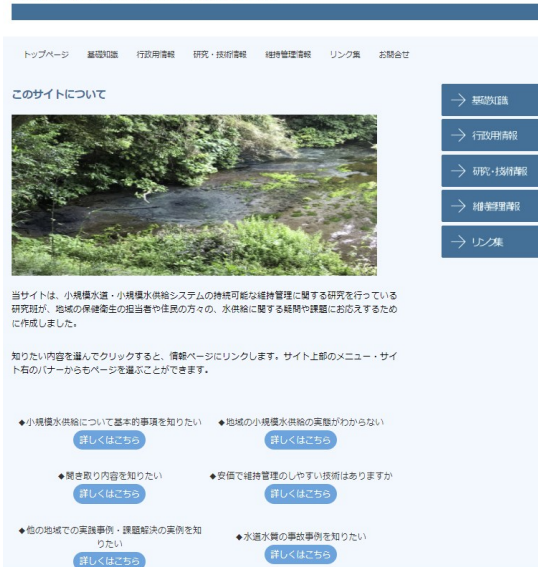 トップページ 基礎知識 行政用情報 研究・技術情報 維持管理情報 リンク集 お問合せ
このサイトについて
→ 基礎知識
→ 行政用情報
→ 研究・技術情報
→ 維持管理情報
→ リンク集
当サイトは、小規模水道・小規模水供給システムの持続可能な維持管理に関する研究を行っている
研究班が、地域の保健衛生の担当者や住民の方々の、水供給に関する疑問や課題にお応えするため
に作成しました。
知りたい内容を選んでクリックすると、情報ページにリンクします。サイト上部のメニュー・サイ
ト右のバナーからもページを選ぶことができます。
◆小規模水供給について基本的事項を知りたい ◆地域の小規模水供給の実態がわからない
詳しくはこちら 詳しくはこちら
◆聞き取り内容を知りたい ◆安価で維持管理のしやすい技術はありますか
詳しくはこちら 詳しくはこちら
◆他の地域での実践事例・課題解決の実例を知
りたい
◆水道水質の事故事例を知りたい
詳しくはこちら 詳しくはこちら